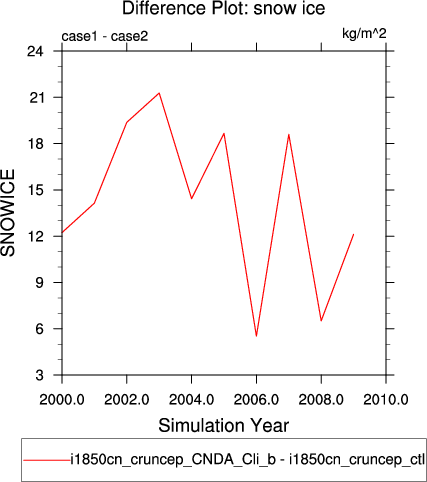 Difference Plot: snow ice
case1 - case2
kg/m^2
24
21
18
15
12
9
6
3
SNOWICE
2000.0 2002.0 2004.0 2006.0 2008.0 2010.0
Simulation Year
i1850cn_cruncep_CNDA_Cli_b - i1850cn_cruncep_ctl